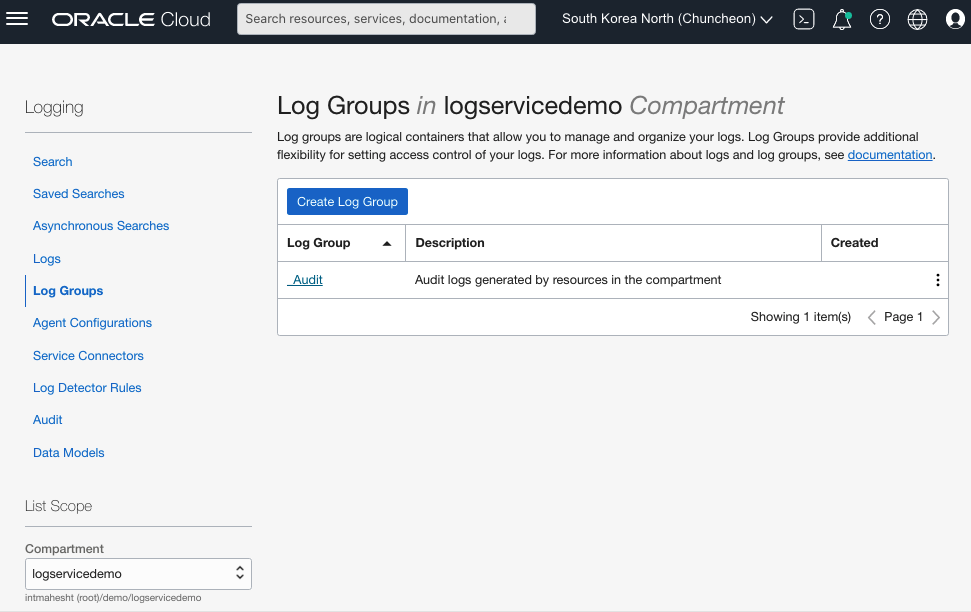 ORACLE Cloud
Search resources, services, documentation, a
South Korea North (Chuncheon)
Logging
Search
Saved Searches
Asynchronous Searches
Logs
Log Groups
Agent Configurations
Service Connectors
Log Detector Rules
Audit
Data Models
List Scope
Compartment
logservicedemo
intmahesht (root)/demo/logservicedemo
Log Groups in logservicedemo Compartment
Log groups are logical containers that allow you to manage and organize your logs. Log Groups provide additional
flexibility for setting access control of your logs. For more information about logs and log groups, see documentation.
Create Log Group
Log Group Description Created
_Audit Audit logs generated by resources in the compartment
Showing 1 item(s) Page 1